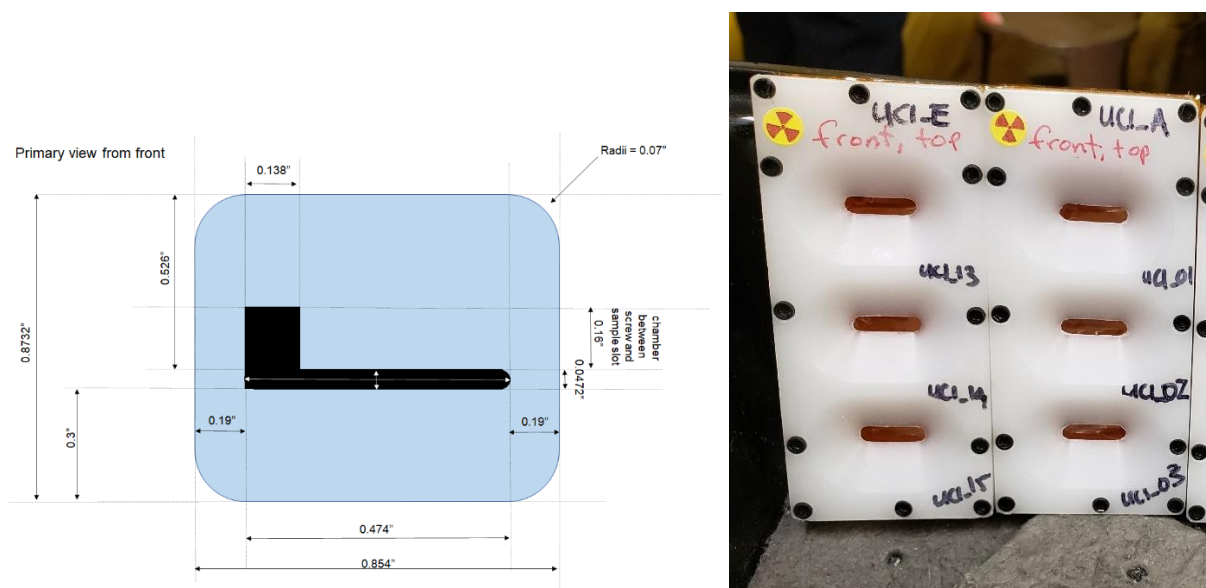 Primary view from front
Radii = 0.07"
0.138"
0.526"
0.8732"
chamber
between
screw and
sample slot
0.16"
0.0472"
0.19"
0.19"
0.3"
0.474"
0.854"
UCI_E
front, top
UCI_13
UCI_14
UCI_15
UCI_A
front, top
UCI_01
UCI_02
UCI_03